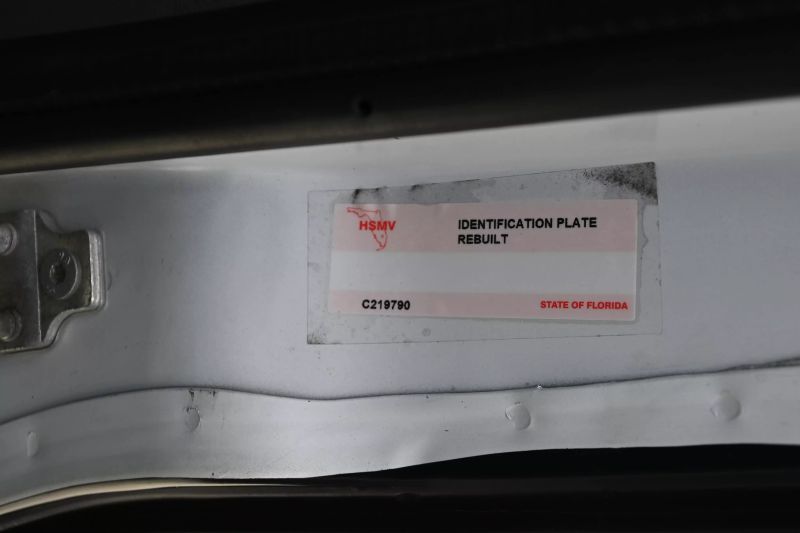 HSMV
IDENTIFICATION PLATE
REBUILT
C219790
STATE OF FLORIDA